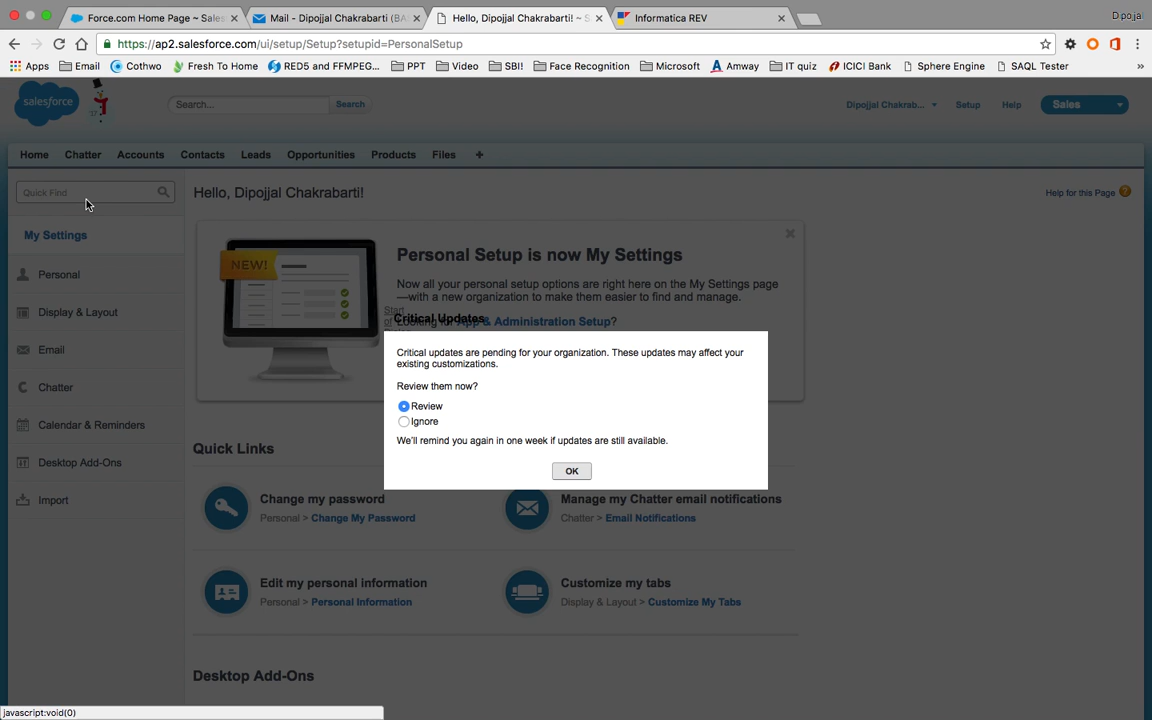 Force.com Home Page ~ Sales
Mail - Dipojjal Chakrabarti (BA
Hello, Dipojjal Chakrabarti! ~ S
Informatica REV
Dipojjal
https://ap2.salesforce.com/ui/setup/Setup?setupid=PersonalSetup
Apps
Email
Cothwo
Fresh To Home
RED5 and FFMPEG...
PPT
Video
SBI!
Face Recognition
Microsoft
Amway
IT quiz
ICICI Bank
Sphere Engine
SAQL Tester
»
salesforce
Search...
Search
Dipojjal Chakrab...
Setup
Help
Sales
Home
Chatter
Accounts
Contacts
Leads
Opportunities
Products
Files
+
Quick Find
Hello, Dipojjal Chakrabarti!
Help for this Page
?
My Settings
Personal
Display & Layout
Email
Chatter
Calendar & Reminders
Desktop Add-Ons
Import
NEW!
Personal Setup is now My Settings
Now all your personal setup options are right here on the My Settings page
—with a new organization to make them easier to find and manage.
Looking for App & Administration Setup?
Start
of
Critical Updates
Critical updates are pending for your organization. These updates may affect your
existing customizations.
Review them now?
Review
Ignore
We'll remind you again in one week if updates are still available.
OK
Quick Links
Change my password
Personal > Change My Password
Manage my Chatter email notifications
Chatter > Email Notifications
Edit my personal information
Personal > Personal Information
Customize my tabs
Display & Layout > Customize My Tabs
Desktop Add-Ons
javascript:void(0)